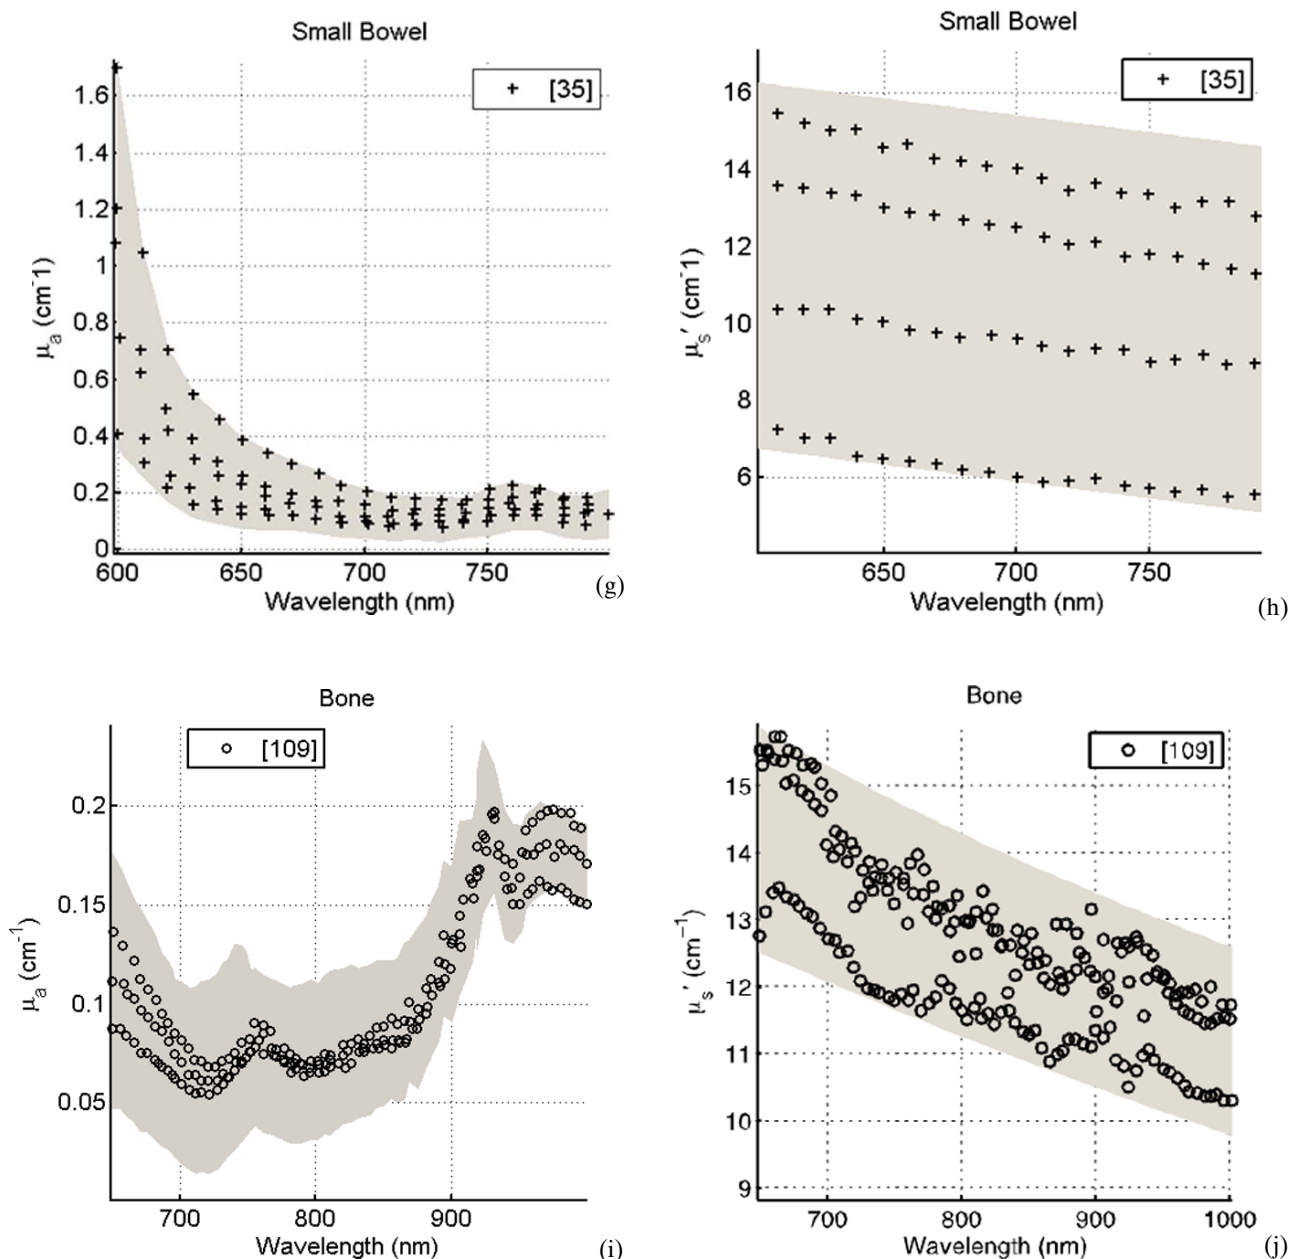 Small Bowel
[35]
1.6
1.4
1.2
1
0.8
0.6
0.4
0.2
0
μa (cm-1)
600 650 700 750
Wavelength (nm)
(g)
Small Bowel
[35]
16
14
12
10
8
6
μs′ (cm-1)
650 700 750
Wavelength (nm)
(h)
Bone
[109]
0.2
0.15
0.1
0.05
μa (cm-1)
700 800 900
Wavelength (nm)
(i)
Bone
[109]
15
14
13
12
11
10
9
μs′ (cm−1)
700 800 900 1000
Wavelength (nm)
(j)